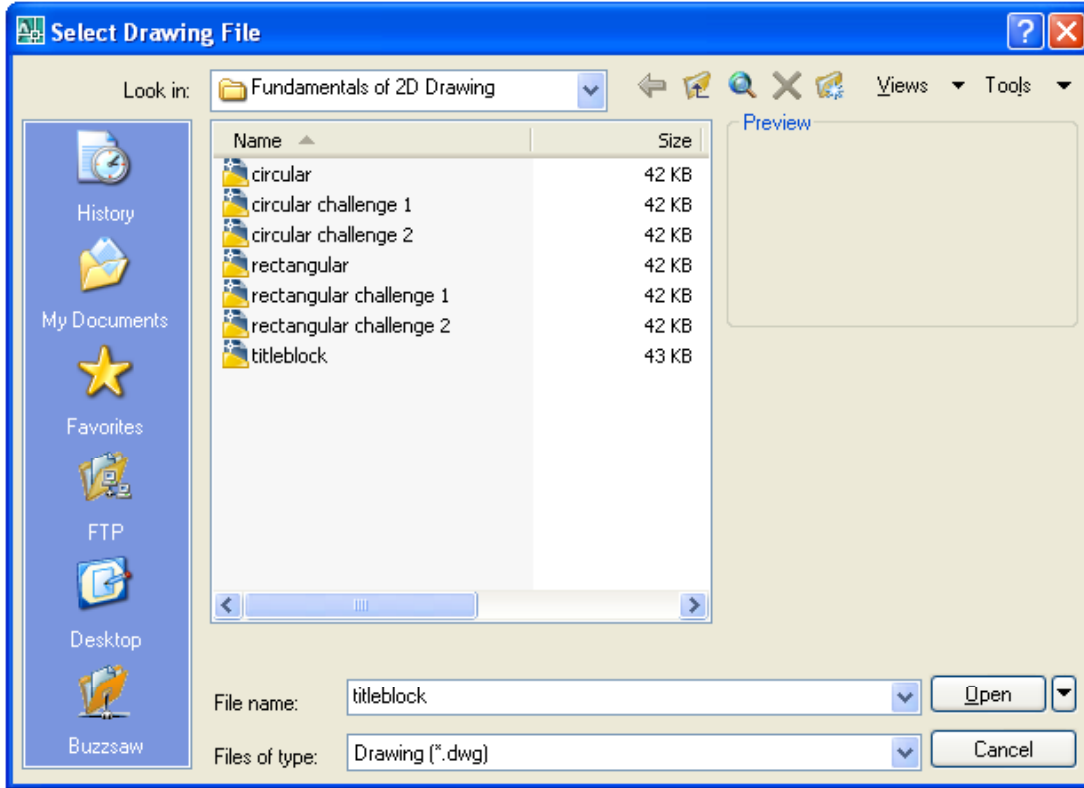 Select Drawing File
Look in: Fundamentals of 2D Drawing Views Tools
History
My Documents
Favorites
FTP
Desktop
Buzzsaw
Name Size
circular 42 KB
circular challenge 1 42 KB
circular challenge 2 42 KB
rectangular 42 KB
rectangular challenge 1 42 KB
rectangular challenge 2 42 KB
titleblock 43 KB
Preview
File name: titleblock Open
Files of type: Drawing (*.dwg) Cancel